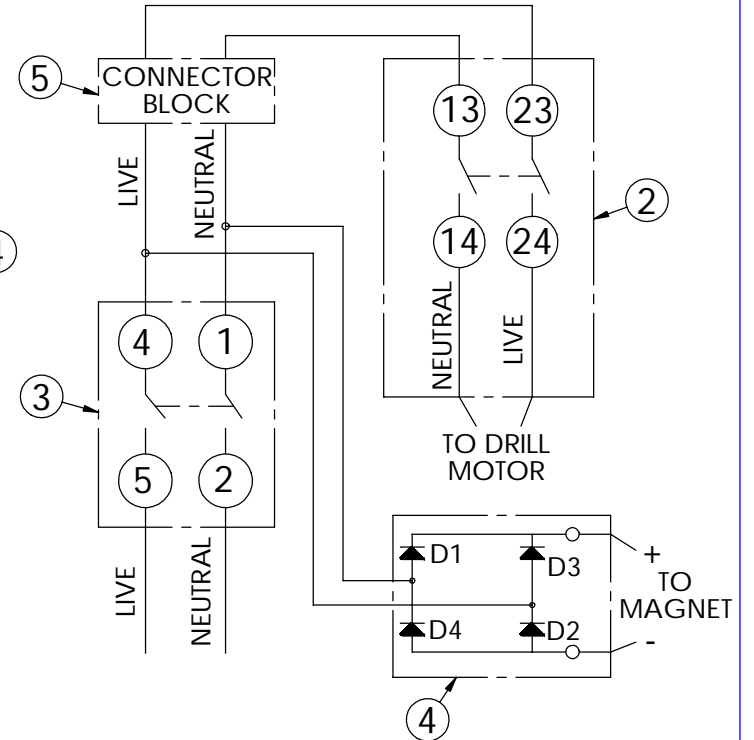 5
CONNECTOR
BLOCK
LIVE
NEUTRAL
13
23
2
14
24
NEUTRAL
LIVE
TO DRILL
MOTOR
4
1
3
5
2
LIVE
NEUTRAL
D1
D3
D4
D2
+
TO
MAGNET
-
4